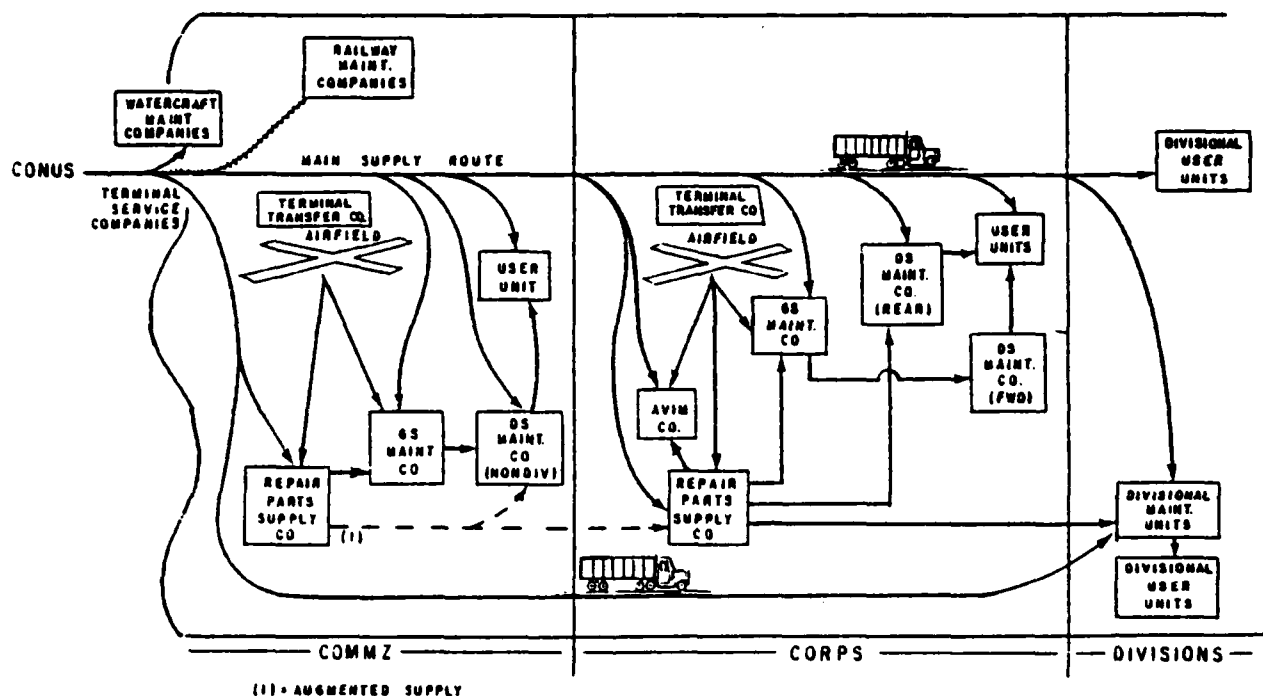 RAILWAY
MAINT.
COMPANIES
WATERCRAFT
MAINT
COMPANIES
CONUS
MAIN SUPPLY ROUTE
DIVISIONAL
USER
UNITS
TERMINAL
SERVICE
COMPANIES
TERMINAL
TRANSFER CO.
AIRFIELD
USER
UNIT
TERMINAL
TRANSFER CO
AIRFIELD
GS
MAINT.
CO
DS
MAINT.
CO.
(REAR)
USER
UNITS
DS
MAINT.
CO.
(FWD)
AVIM
CO.
GS
MAINT
CO
DS
MAINT.
CO
(NONDIV)
REPAIR
PARTS
SUPPLY
CO
(1)
REPAIR
PARTS
SUPPLY
CO
DIVISIONAL
MAINT.
UNITS
DIVISIONAL
USER
UNITS
COMMZ
CORPS
DIVISIONS
(1) = AUGMENTED SUPPLY